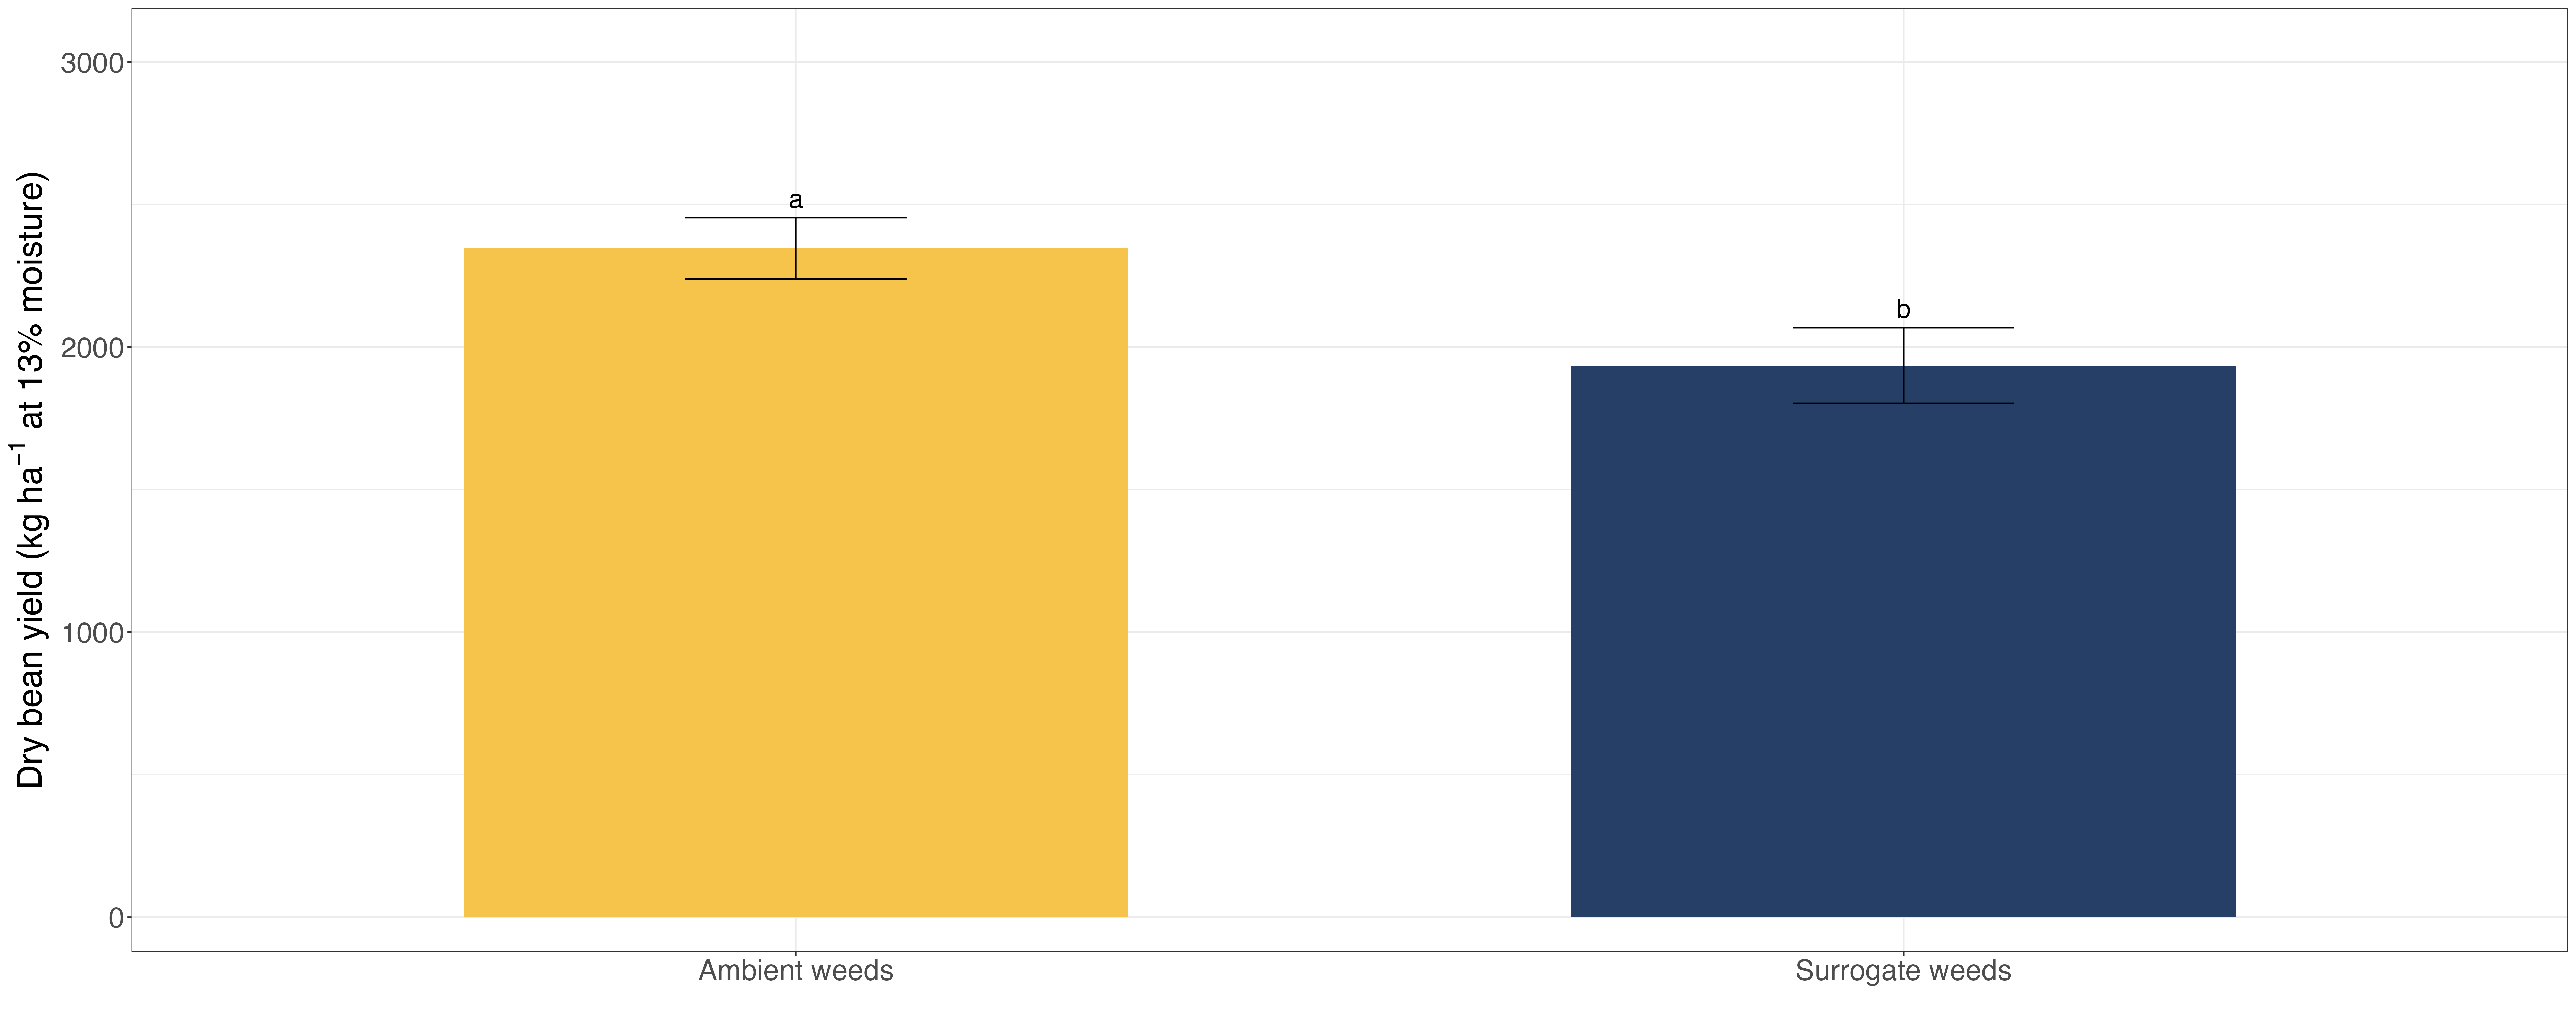 Dry bean yield (kg ha⁻¹ at 13% moisture)
3000
2000
1000
0
a
b
Ambient weeds
Surrogate weeds